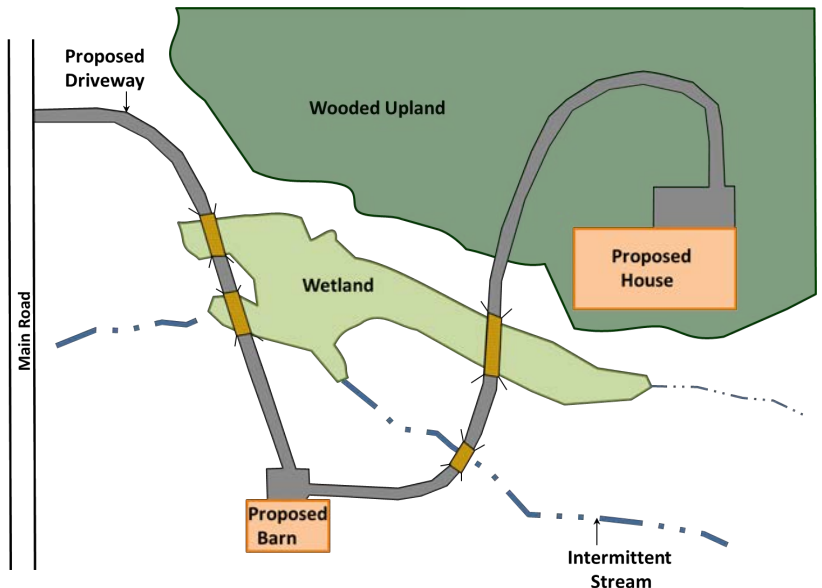 Proposed
Driveway
Wooded Upland
Proposed
House
Wetland
Main Road
Proposed
Barn
Intermittent
Stream